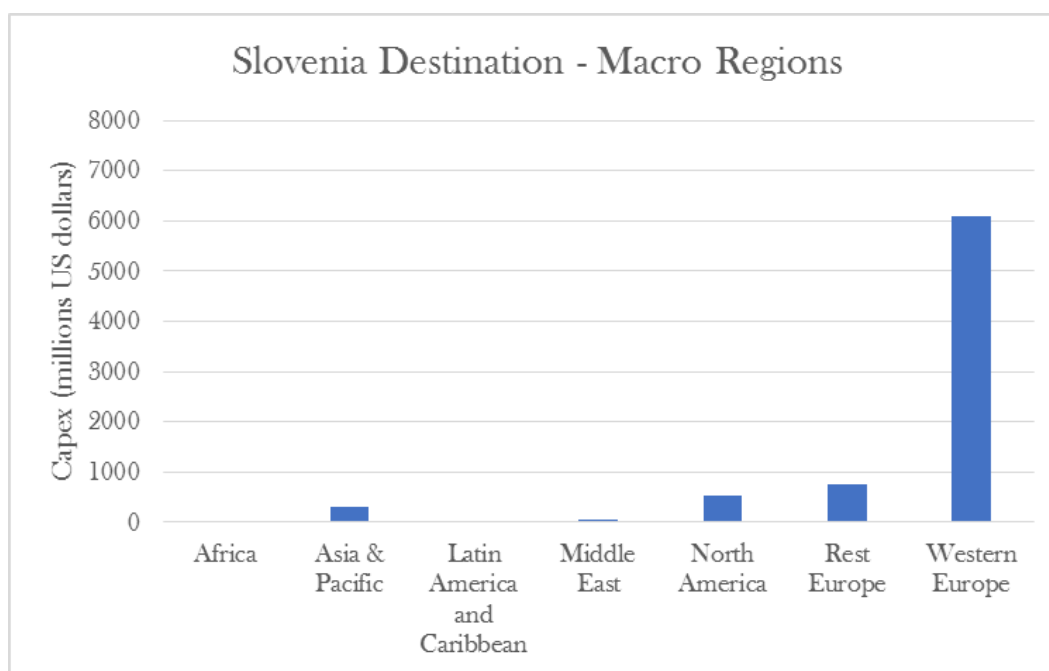 Slovenia Destination - Macro Regions
Capex (millions US dollars)
8000
7000
6000
5000
4000
3000
2000
1000
0
Africa
Asia &
Pacific
Latin
America
and
Caribbean
Middle
East
North
America
Rest
Europe
Western
Europe